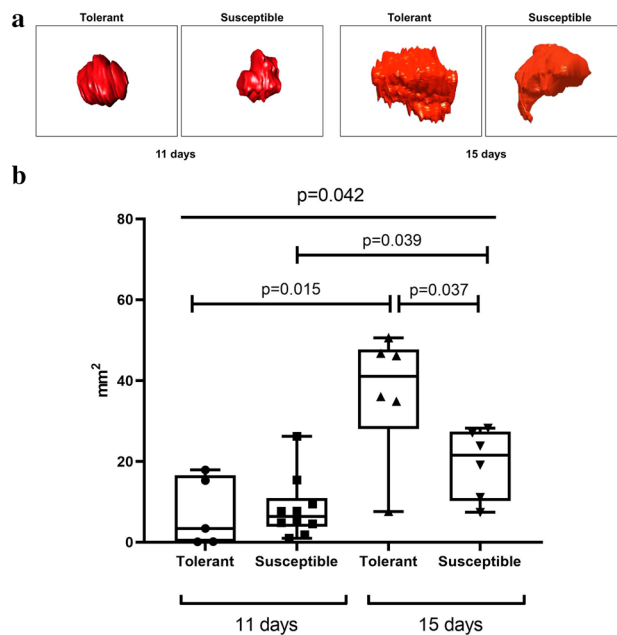 a
Tolerant Susceptible Tolerant Susceptible
11 days 15 days
b
p=0.042
p=0.039
p=0.015 p=0.037
mm2
80
60
40
20
0
Tolerant Susceptible Tolerant Susceptible
11 days 15 days